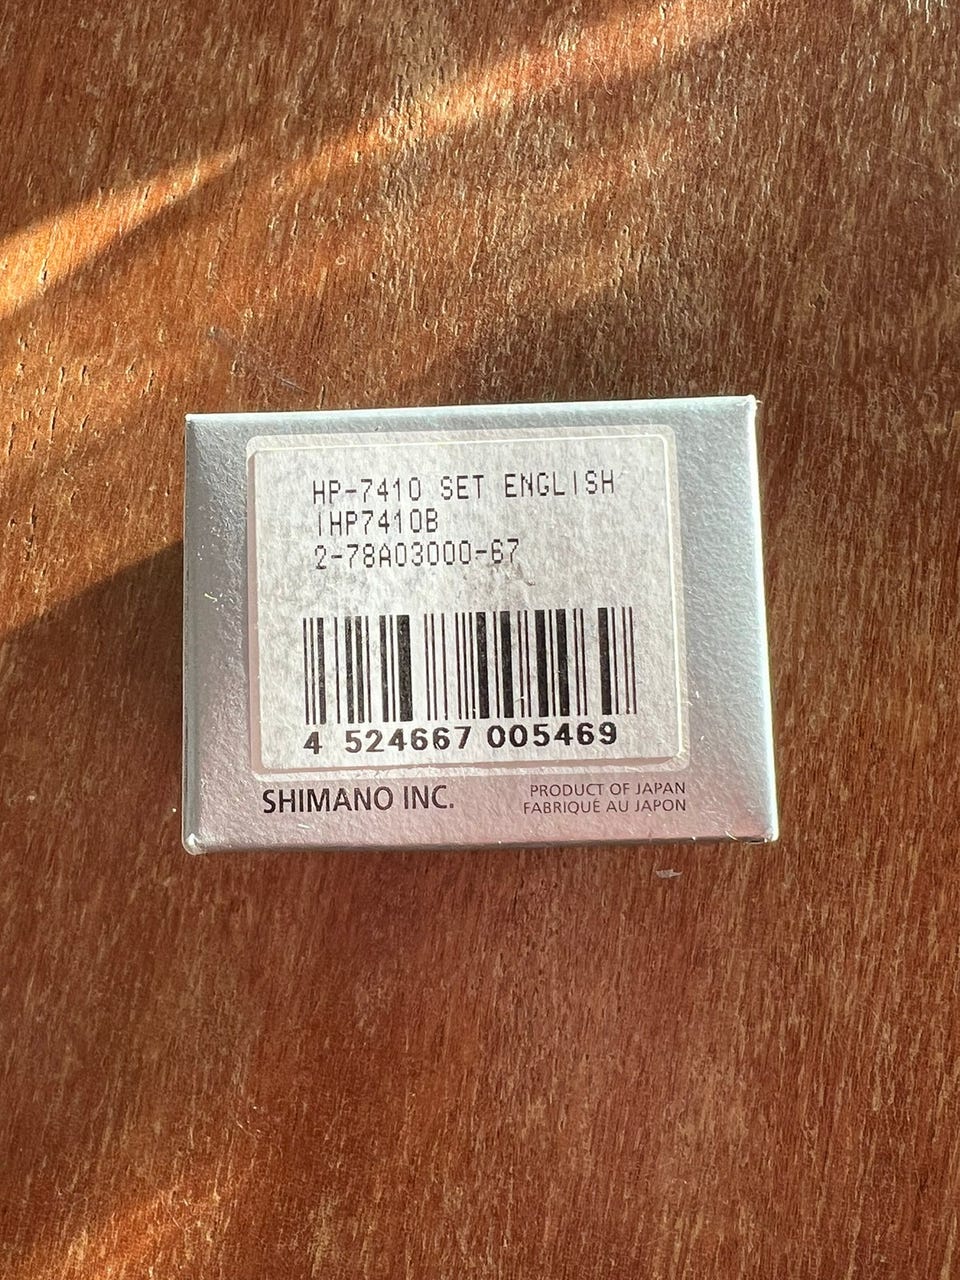 HP-7410 SET ENGLISH
IHP7410B
2-78A03000-67
4 524667 005469
SHIMANO INC.
PRODUCT OF JAPAN
FABRIQUÉ AU JAPON